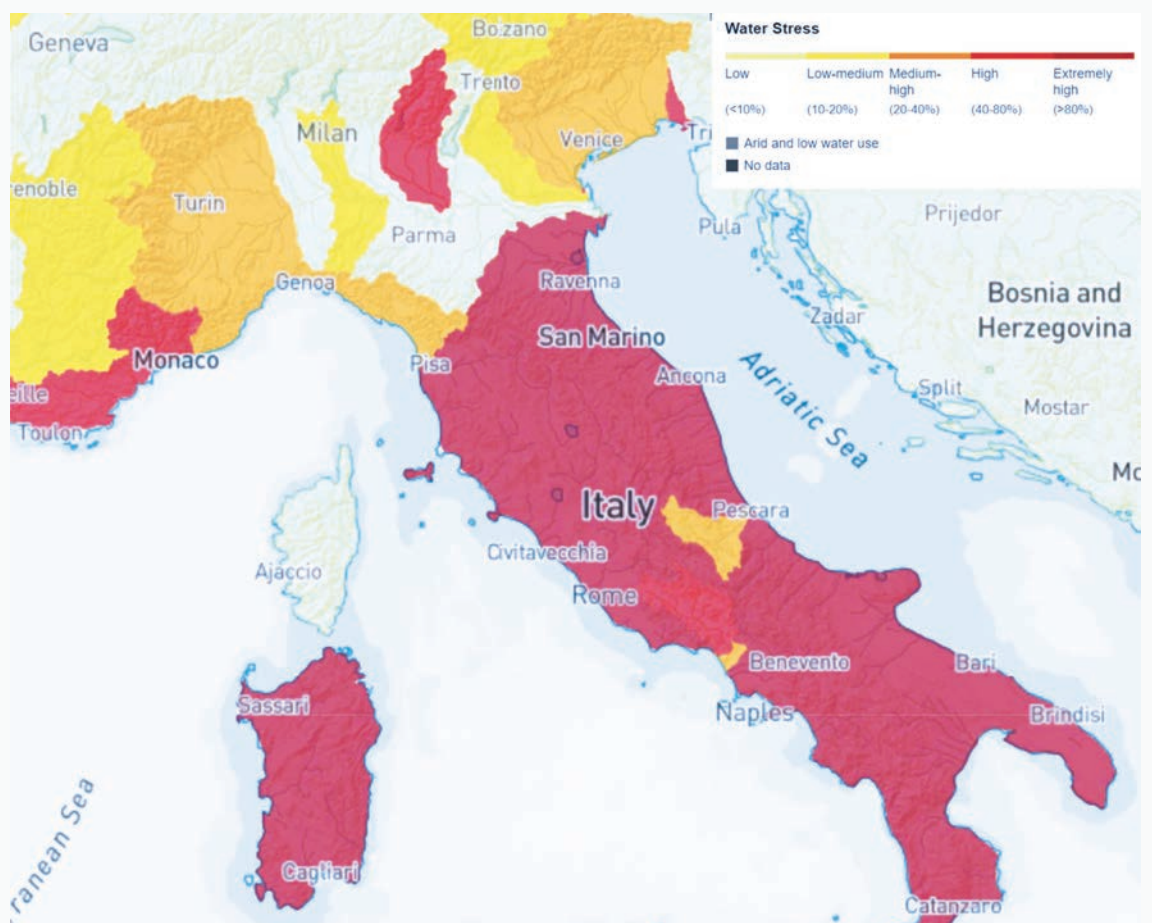 Water Stress
Low
Low-medium
Medium-
high
High
Extremely
high
(<10%)
(10-20%)
(20-40%)
(40-80%)
(>80%)
Arid and low water use
No data
Geneva
Bolzano
Trento
Milan
Venice
Tri
renoble
Turin
Parma
Pula
Prijedor
Genoa
Ravenna
Bosnia and
Herzegovina
San Marino
Zadar
Monaco
Pisa
Ancona
Adriatic Sea
Split
eille
Mostar
Toulon
Mo
Italy
Pescara
Civitavecchia
Ajaccio
Rome
Benevento
Bari
Sassari
Naples
Brindisi
ranean Sea
Cagliari
Catanzaro